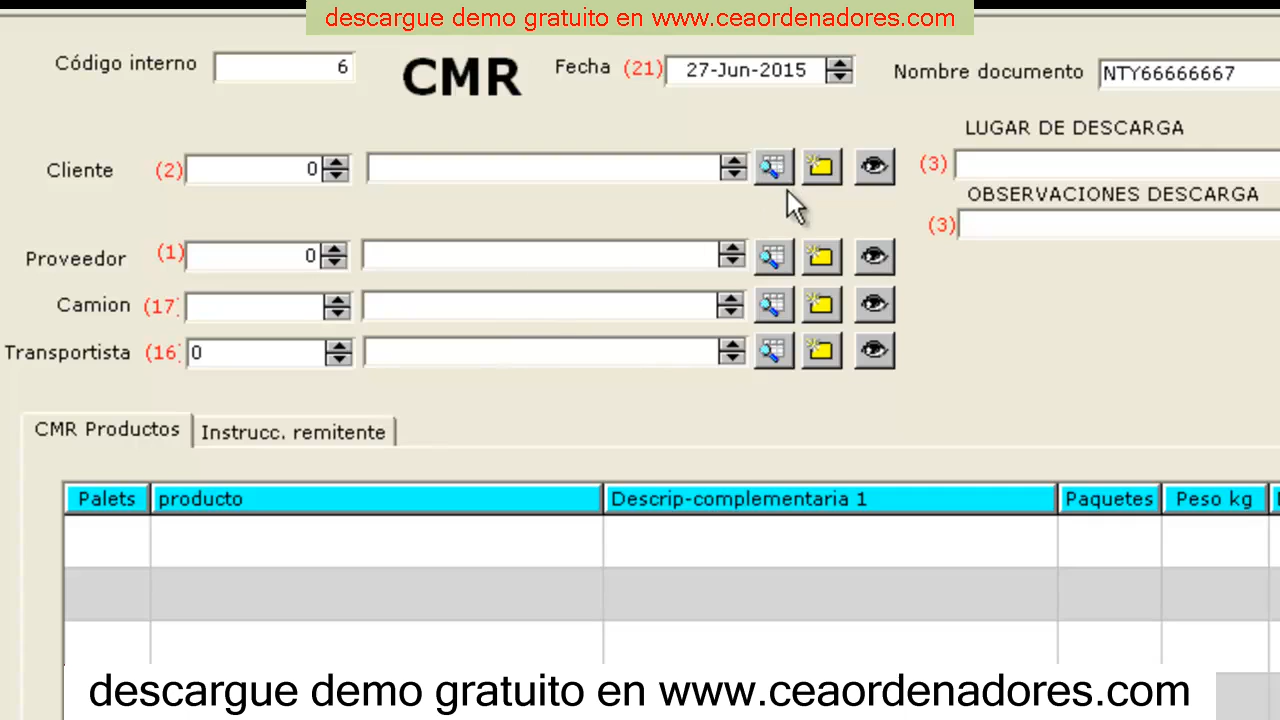 descargue demo gratuito en www.ceaordenadores.com
Código interno 6 CMR Fecha (21) 27-Jun-2015 Nombre documento NTY66666667
LUGAR DE DESCARGA
Cliente (2) 0 (3)
OBSERVACIONES DESCARGA
(3)
Proveedor (1) 0
Camion (17)
Transportista (16) 0
CMR Productos Instrucc. remitente
Palets producto Descrip-complementaria 1 Paquetes Peso kg
descargue demo gratuito en www.ceaordenadores.com